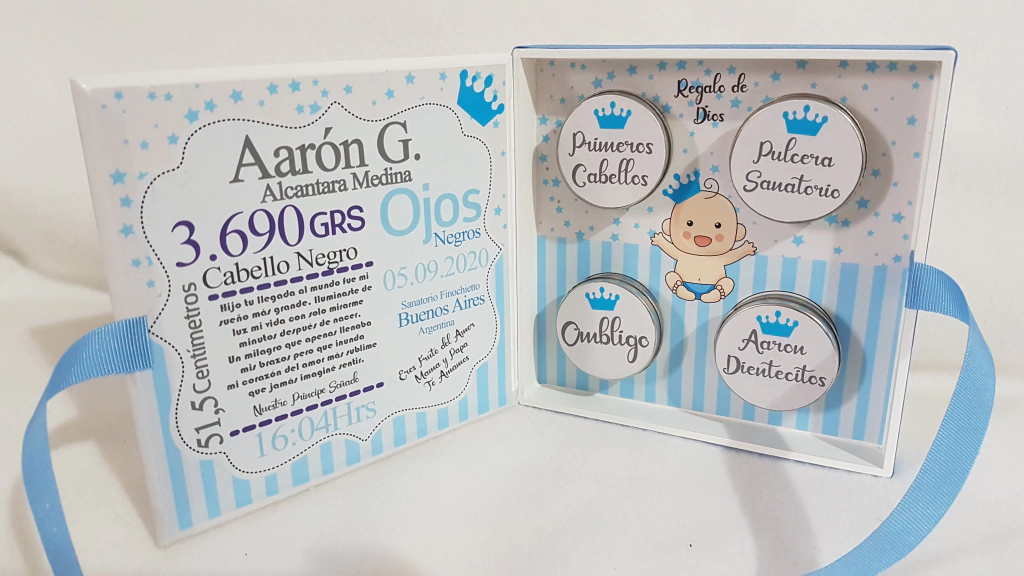 Aarón G.
Alcantara Medina
3.690 GRS
Cabello Negro
Ojos
Negros
05.09.2020
51,5 Centímetros
Hijo tu llegada al mundo fue mi
sueño más grande. Iluminaste de
luz mi vida con solo mirarme
minutos después de nacer.
Un milagro que apenas llenaba
mis brazos pero que inunda
mi corazón del amor más sublime
que jamás imaginé sentir.
Nuestro Príncipe Soñado
16:04Hrs
Sanatorio Finochietto
Buenos Aires
Argentina
Eres Fruto del Amor
Mama y Papa
Te Amamos
Regalo de
Dios
Primeros
Cabellos
Pulcera
Sanatorio
Ombligo
Aaron
Dientecitos